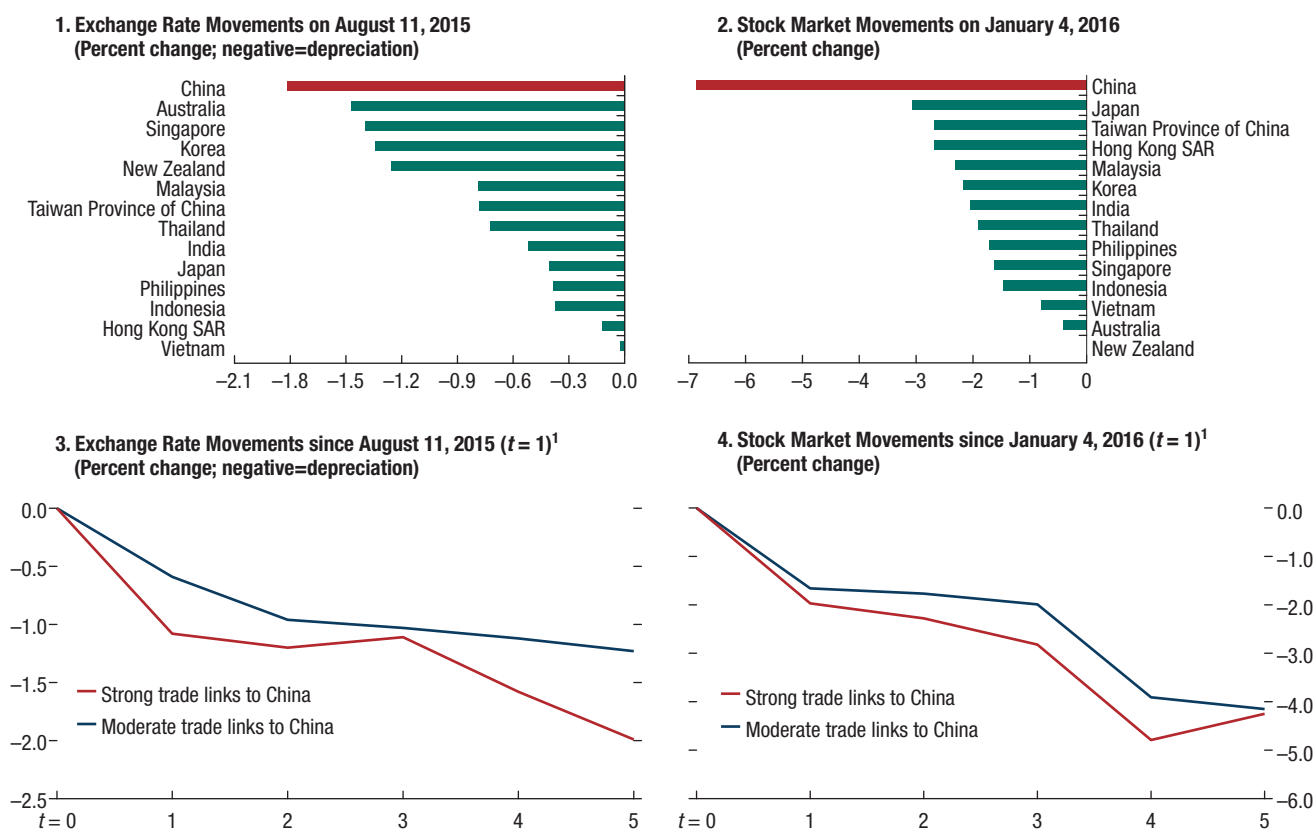 1. Exchange Rate Movements on August 11, 2015
(Percent change; negative=depreciation)
China
Australia
Singapore
Korea
New Zealand
Malaysia
Taiwan Province of China
Thailand
India
Japan
Philippines
Indonesia
Hong Kong SAR
Vietnam
–2.1 –1.8 –1.5 –1.2 –0.9 –0.6 –0.3 0.0
2. Stock Market Movements on January 4, 2016
(Percent change)
China
Japan
Taiwan Province of China
Hong Kong SAR
Malaysia
Korea
India
Thailand
Philippines
Singapore
Indonesia
Vietnam
Australia
New Zealand
–7 –6 –5 –4 –3 –2 –1 0
3. Exchange Rate Movements since August 11, 2015 (t = 1)¹
(Percent change; negative=depreciation)
0.0
–0.5
–1.0
–1.5
–2.0
–2.5
Strong trade links to China
Moderate trade links to China
t = 0 1 2 3 4 5
4. Stock Market Movements since January 4, 2016 (t = 1)¹
(Percent change)
0.0
–1.0
–2.0
–3.0
–4.0
–5.0
–6.0
Strong trade links to China
Moderate trade links to China
t = 0 1 2 3 4 5